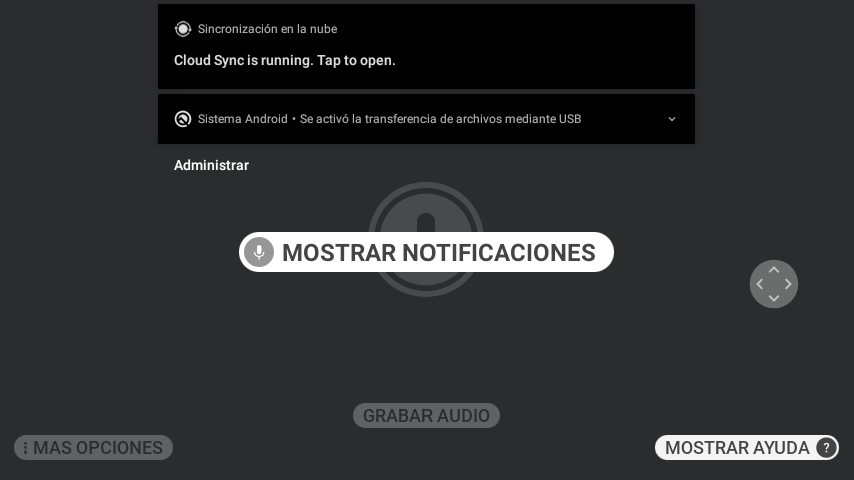 Sincronización en la nube
Cloud Sync is running. Tap to open.
Sistema Android • Se activó la transferencia de archivos mediante USB
Administrar
MOSTRAR NOTIFICACIONES
GRABAR AUDIO
MAS OPCIONES
MOSTRAR AYUDA ?